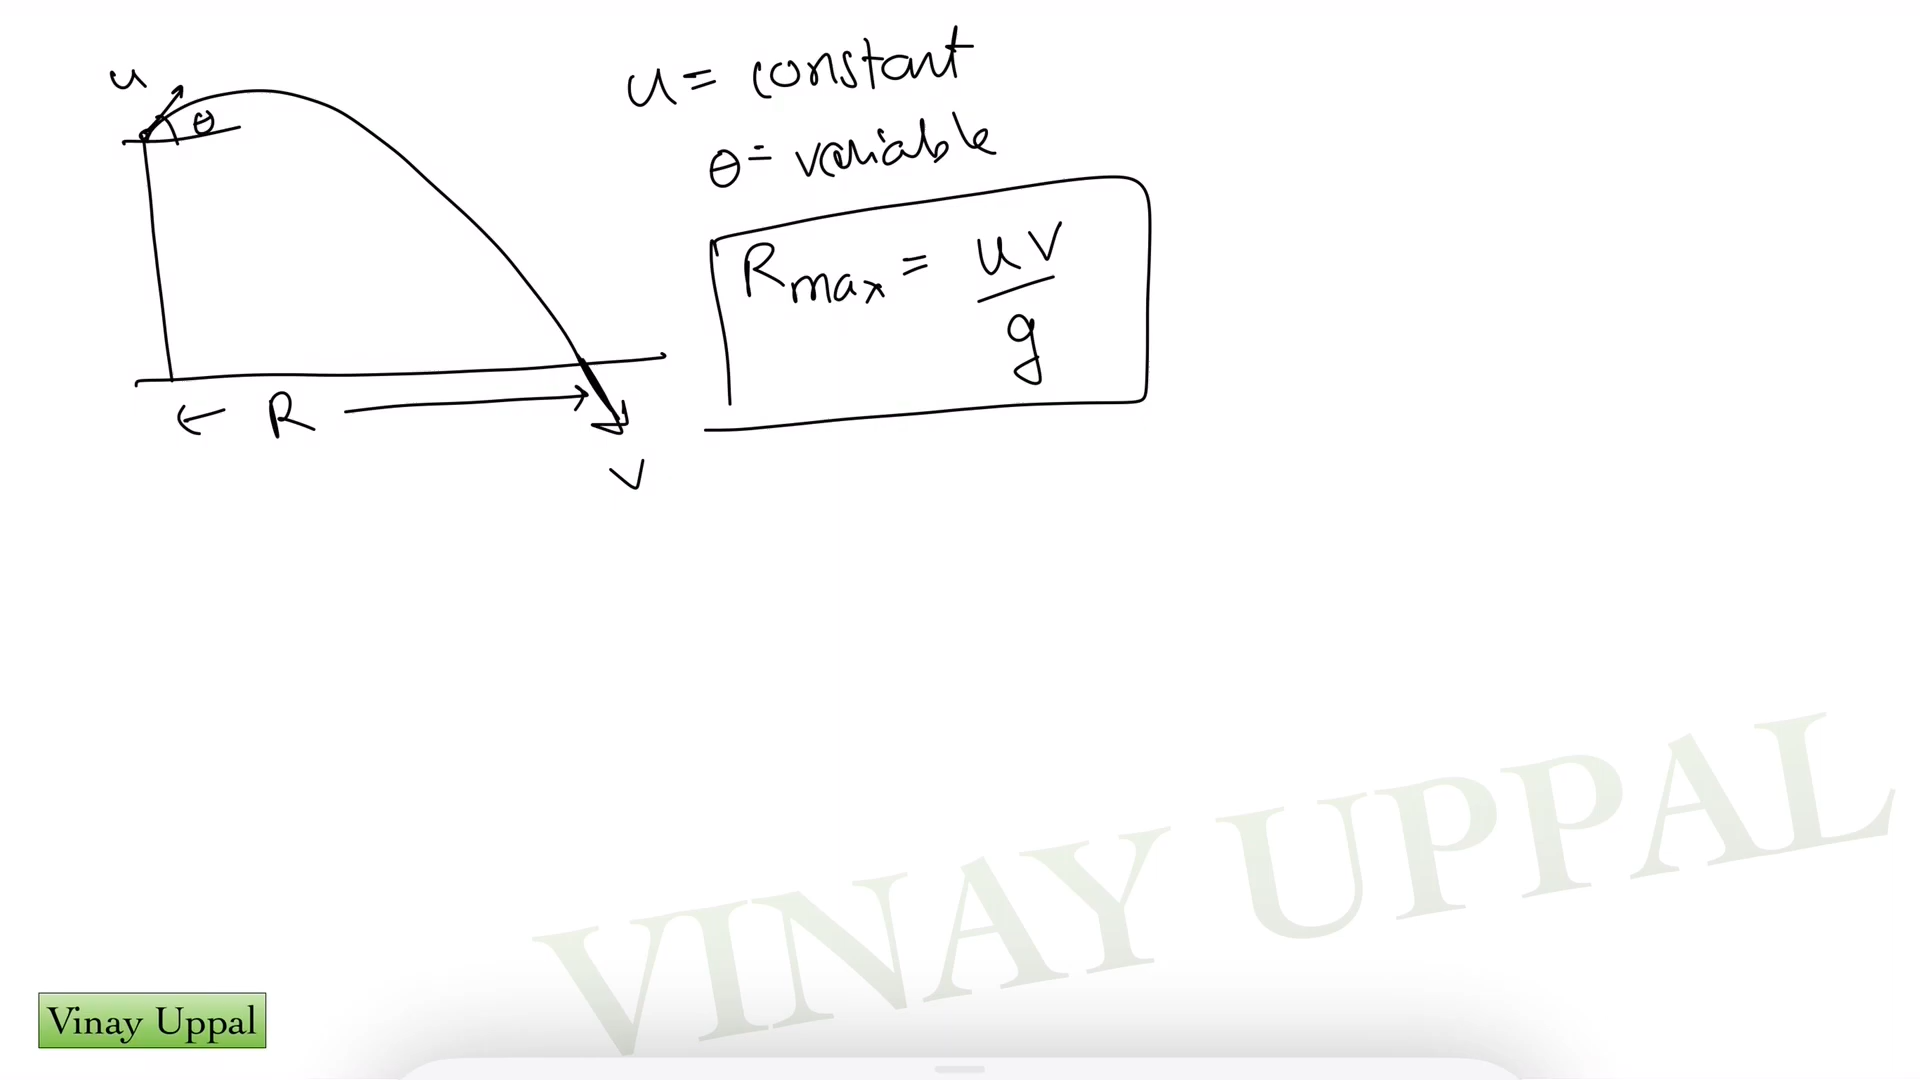 u
θ
R
V
u = constant
θ = variable
Rmax = uv
g
VINAY UPPAL
Vinay Uppal